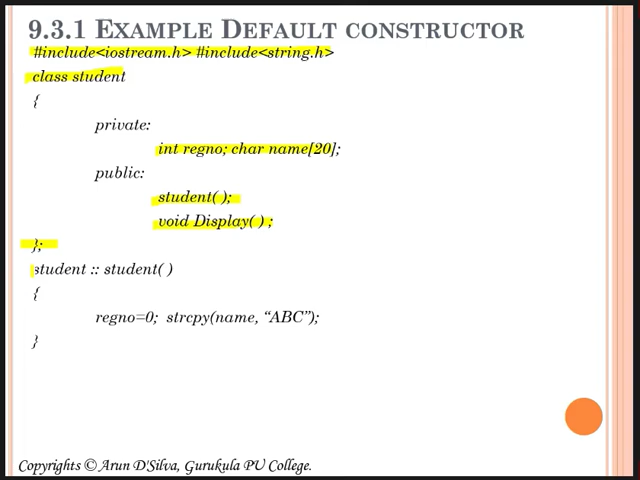 9.3.1 EXAMPLE DEFAULT CONSTRUCTOR
#include<iostream.h> #include<string.h>
class student
{
private:
int regno; char name[20];
public:
student( );
void Display( ) ;
};
student :: student( )
{
regno=0; strcpy(name, “ABC”);
}
Copyrights © Arun D'Silva, Gurukula PU College.